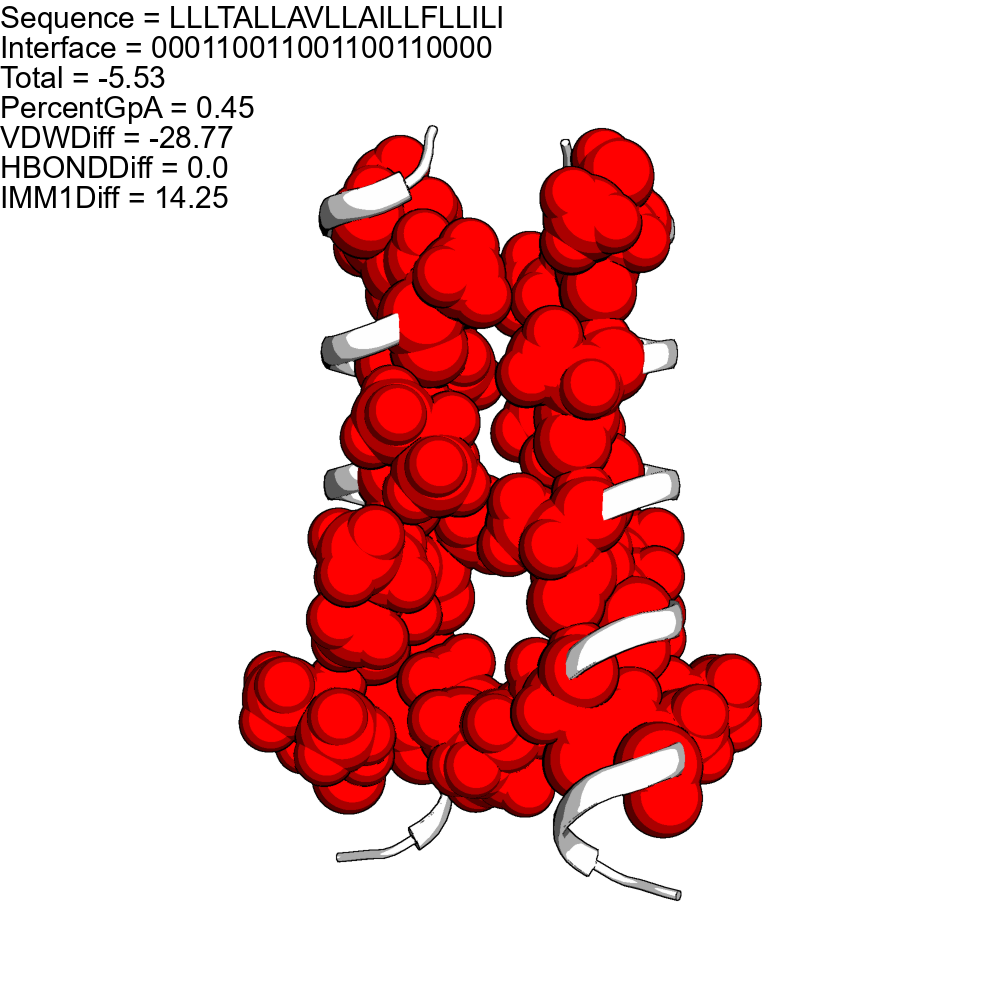 Sequence = LLLTALLAVLLAILLFLLILI
Interface = 000110011001100110000
Total = -5.53
PercentGpA = 0.45
VDWDiff = -28.77
HBONDDiff = 0.0
IMM1Diff = 14.25